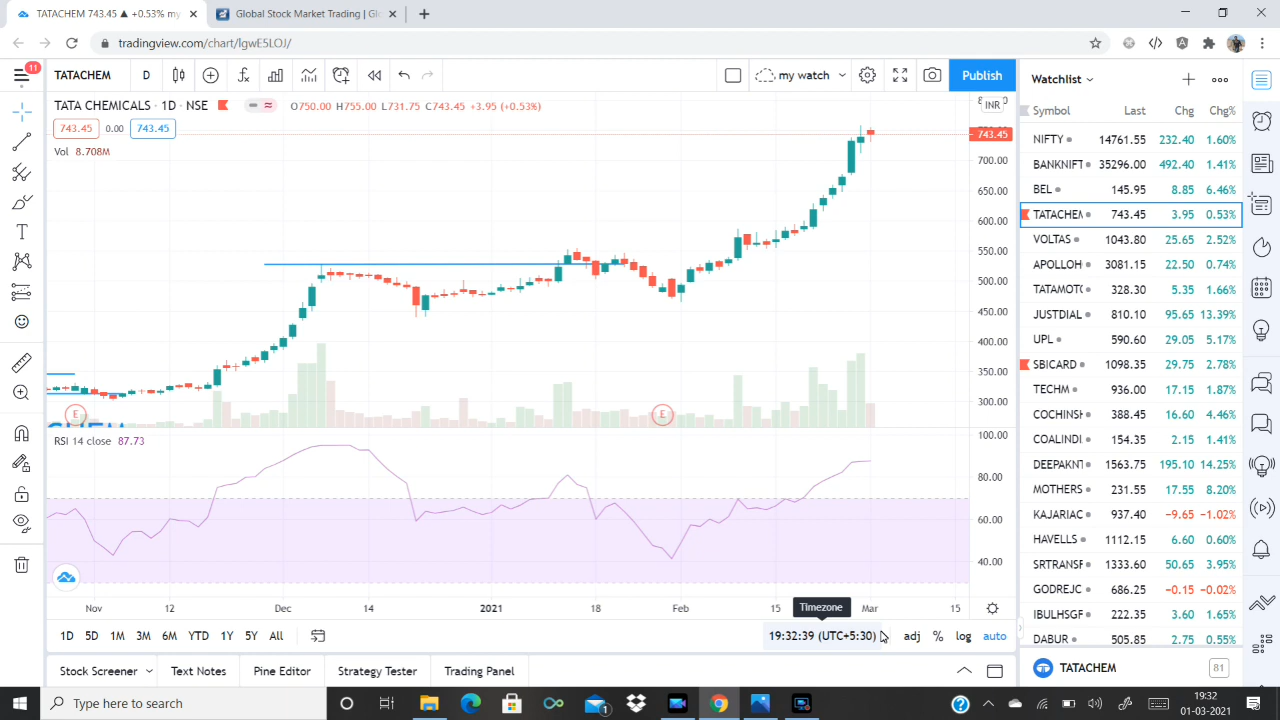 TATACHEM 743.45 ▲ +0.53% my
Global Stock Market Trading | Gl
tradingview.com/chart/lgwE5LOJ/
11
TATACHEM D my watch Publish
TATA CHEMICALS · 1D · NSE O750.00 H755.00 L731.75 C743.45 +3.95 (+0.53%)
743.45 0.00 743.45
Vol 8.708M
INR
743.45
700.00
650.00
600.00
550.00
500.00
450.00
400.00
350.00
300.00
E E
RSI 14 close 87.73
100.00
80.00
60.00
40.00
Nov 12 Dec 14 2021 18 Feb 15 Mar 15
Timezone
1D 5D 1M 3M 6M YTD 1Y 5Y All
19:32:39 (UTC+5:30) adj % log auto
Stock Screener Text Notes Pine Editor Strategy Tester Trading Panel
Watchlist
Symbol Last Chg Chg%
NIFTY 14761.55 232.40 1.60%
BANKNIFT 35296.00 492.40 1.41%
BEL 145.95 8.85 6.46%
TATACHEM 743.45 3.95 0.53%
VOLTAS 1043.80 25.65 2.52%
APOLLOH 3081.15 22.50 0.74%
TATAMOT 328.30 5.35 1.66%
JUSTDIAL 810.10 95.65 13.39%
UPL 590.60 29.05 5.17%
SBICARD 1098.35 29.75 2.78%
TECHM 936.00 17.15 1.87%
COCHINSH 388.45 16.60 4.46%
COALINDI 154.35 2.15 1.41%
DEEPAKNT 1563.75 195.10 14.25%
MOTHERS 231.55 17.55 8.20%
KAJARIAC 937.40 −9.65 −1.02%
HAVELLS 1112.15 6.60 0.60%
SRTRANSF 1333.60 50.65 3.95%
GODREJC 686.25 −0.15 −0.02%
IBULHSGF 222.35 3.60 1.65%
DABUR 505.85 2.75 0.55%
TATACHEM 81
Type here to search
1
19:32
01-03-2021